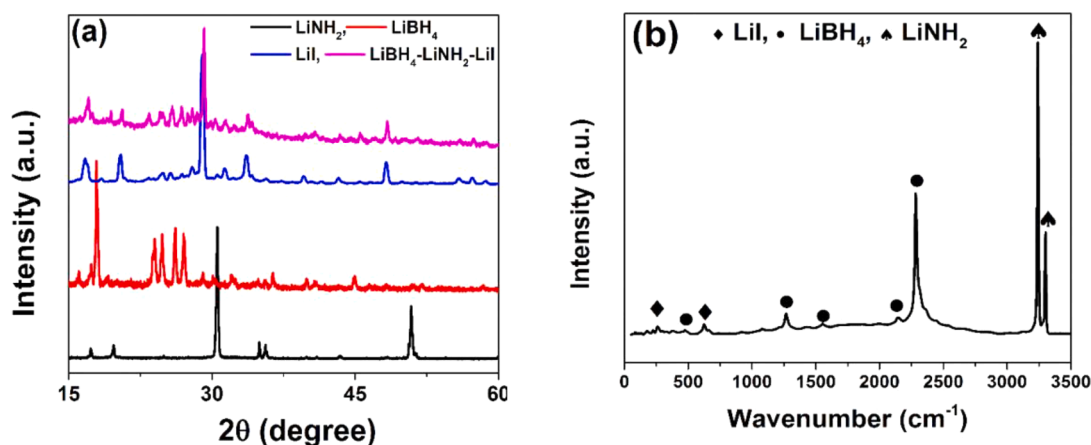 (a)
LiNH₂, LiBH₄
LiI, LiBH₄-LiNH₂-LiI
Intensity (a.u.)
15 30 45 60
2θ (degree)
(b)
LiI, LiBH₄, LiNH₂
Intensity (a.u.)
0 500 1000 1500 2000 2500 3000 3500
Wavenumber (cm⁻¹)